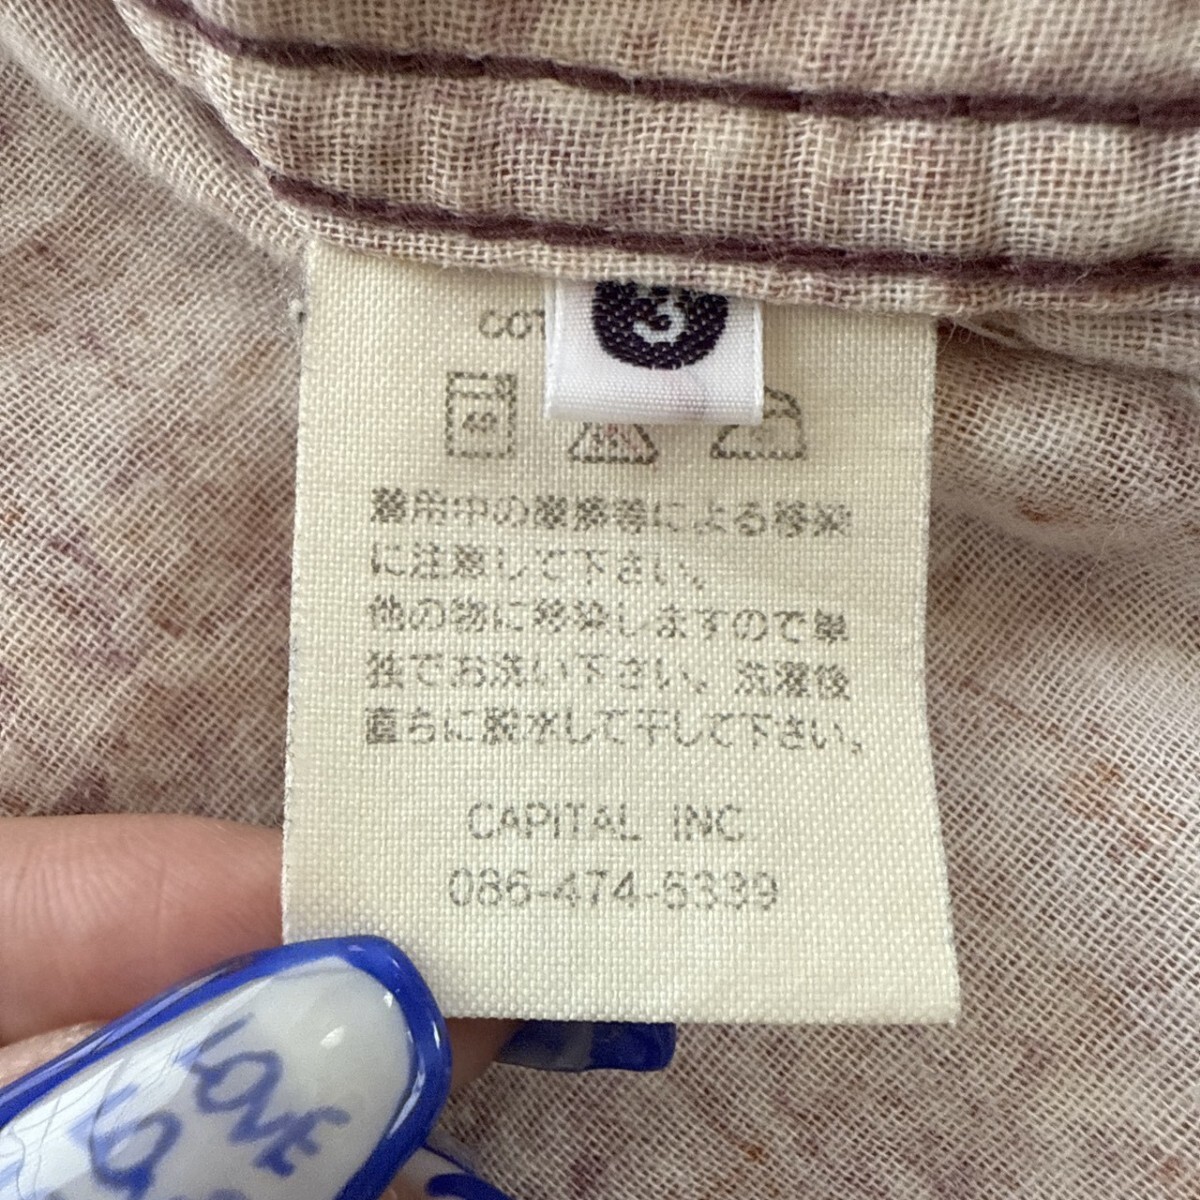 COT
3
40
着用中の摩擦等による移染
に注意して下さい。
他の物に移染しますので単
独でお洗い下さい。洗濯後
直ちに脱水して干して下さい。
CAPITAL INC
086-474-5339
LOVE